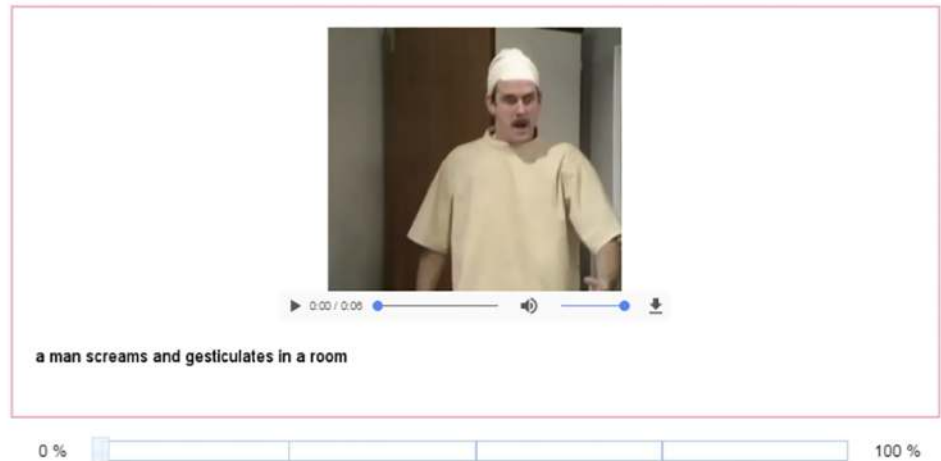 0:00 / 0:06
a man screams and gesticulates in a room
0 %
100 %